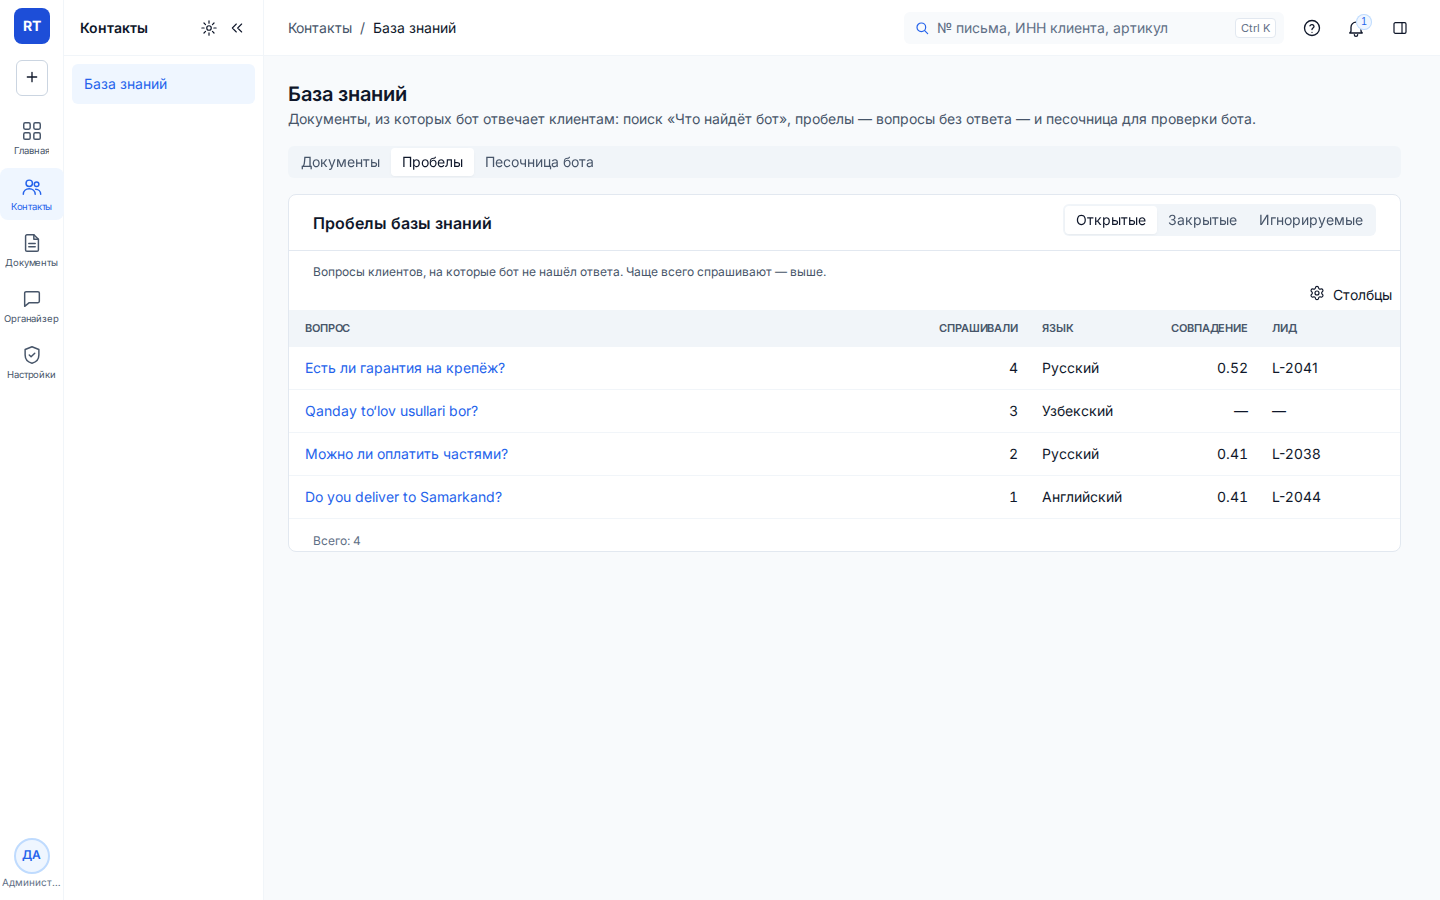 RT
Контакты
Контакты / База знаний
№ письма, ИНН клиента, артикул
Ctrl K
1
База знаний
Главная
Контакты
Документы
Органайзер
Настройки
ДА
Админист...
База знаний
Документы, из которых бот отвечает клиентам: поиск «Что найдёт бот», пробелы — вопросы без ответа — и песочница для проверки бота.
Документы Пробелы Песочница бота
Пробелы базы знаний
Открытые Закрытые Игнорируемые
Вопросы клиентов, на которые бот не нашёл ответа. Чаще всего спрашивают — выше.
Столбцы
ВОПРОС СПРАШИВАЛИ ЯЗЫК СОВПАДЕНИЕ ЛИД
Есть ли гарантия на крепёж? 4 Русский 0.52 L-2041
Qanday to‘lov usullari bor? 3 Узбекский — —
Можно ли оплатить частями? 2 Русский 0.41 L-2038
Do you deliver to Samarkand? 1 Английский 0.41 L-2044
Всего: 4